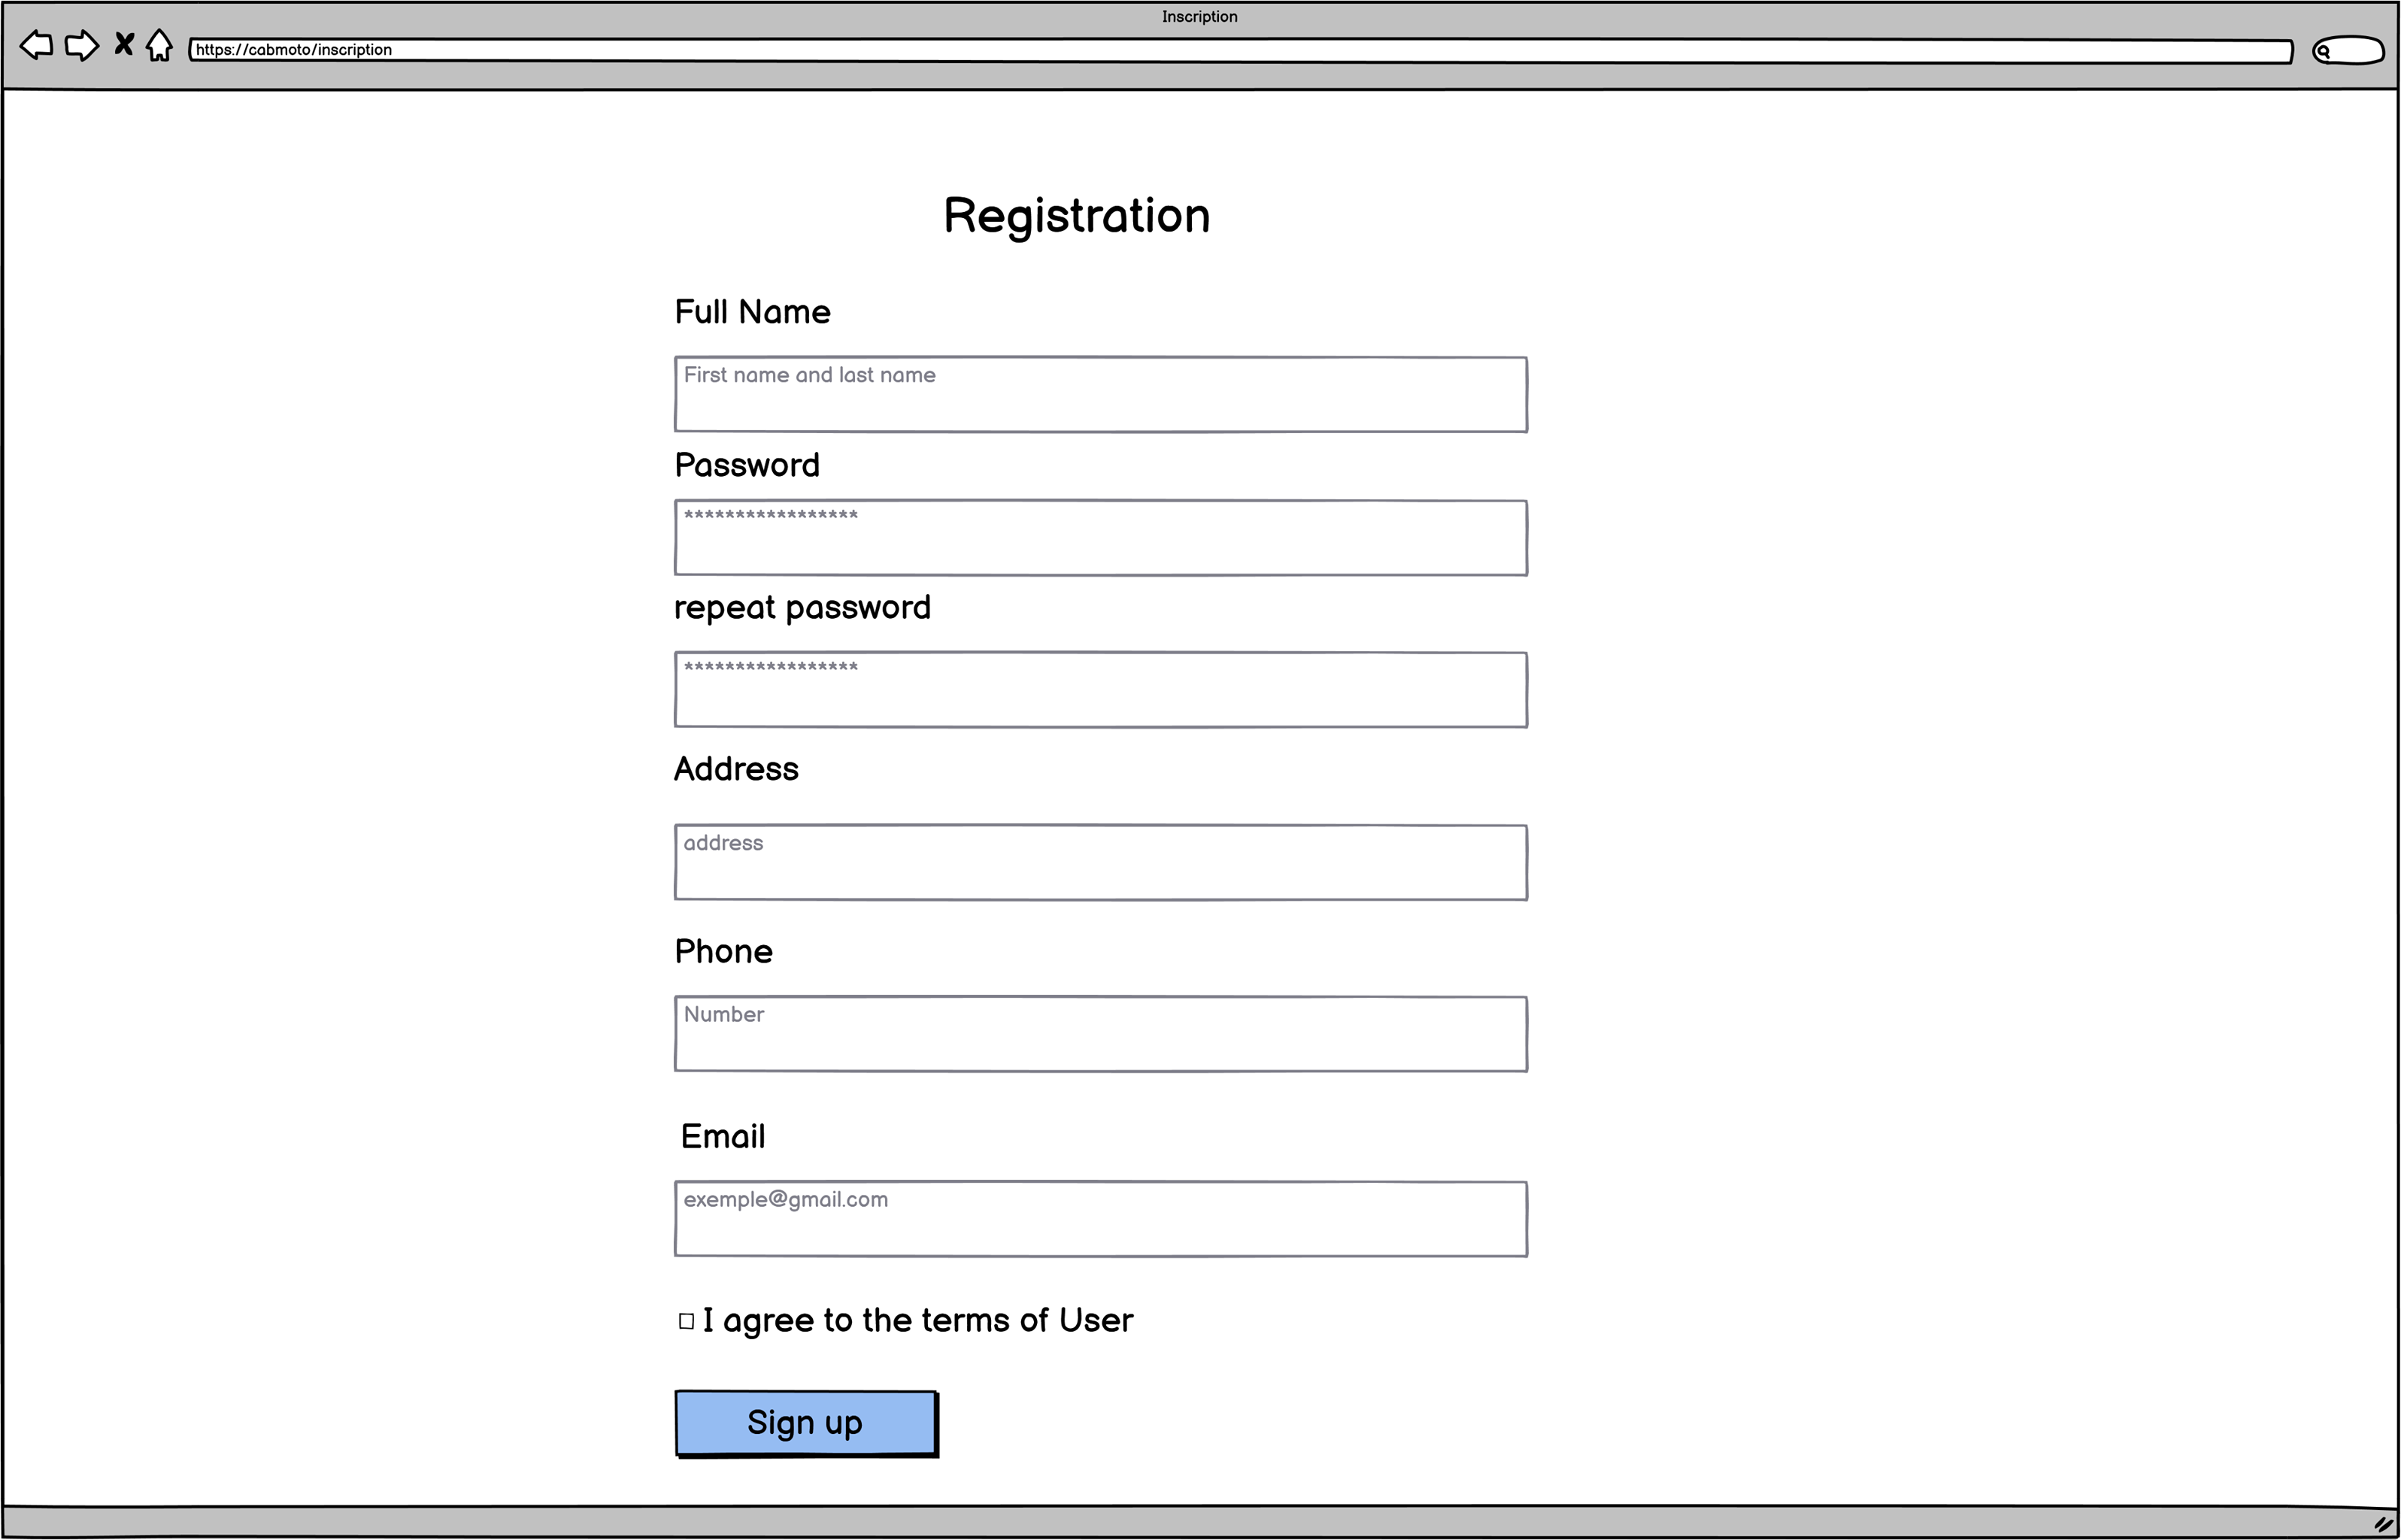 Inscription
https://cabmoto/inscription
Registration
Full Name
First name and last name
Password
*****************
repeat password
*****************
Address
address
Phone
Number
Email
exemple@gmail.com
I agree to the terms of User
Sign up